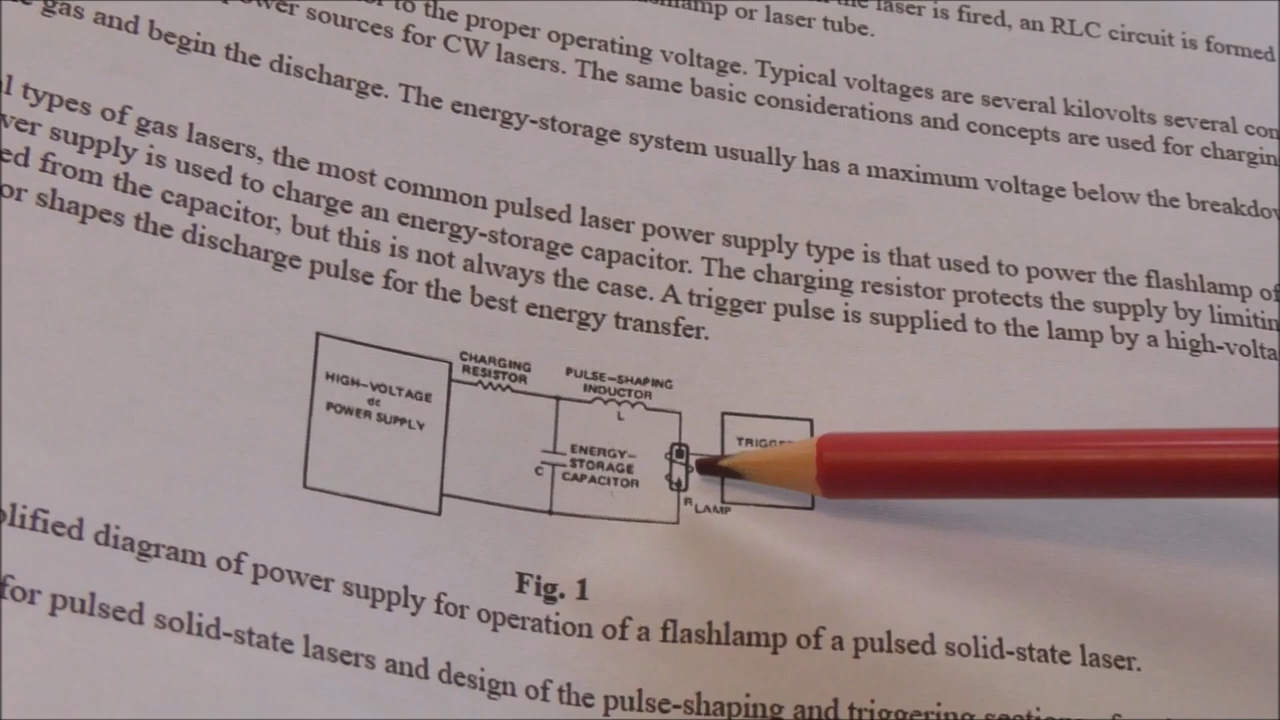 the laser is fired, an RLC circuit is formed
lamp or laser tube.
to the proper operating voltage. Typical voltages are several kilovolts several con
ower sources for CW lasers. The same basic considerations and concepts are used for chargin
gas and begin the discharge. The energy-storage system usually has a maximum voltage below the breakdow
l types of gas lasers, the most common pulsed laser power supply type is that used to power the flashlamp of
ver supply is used to charge an energy-storage capacitor. The charging resistor protects the supply by limitin
ed from the capacitor, but this is not always the case. A trigger pulse is supplied to the lamp by a high-volta
or shapes the discharge pulse for the best energy transfer.
HIGH-VOLTAGE
dc
POWER SUPPLY
CHARGING
RESISTOR
PULSE-SHAPING
INDUCTOR
L
C
ENERGY-
STORAGE
CAPACITOR
R LAMP
TRIGGE
Fig. 1
plified diagram of power supply for operation of a flashlamp of a pulsed solid-state laser.
for pulsed solid-state lasers and design of the pulse-shaping and triggering sections